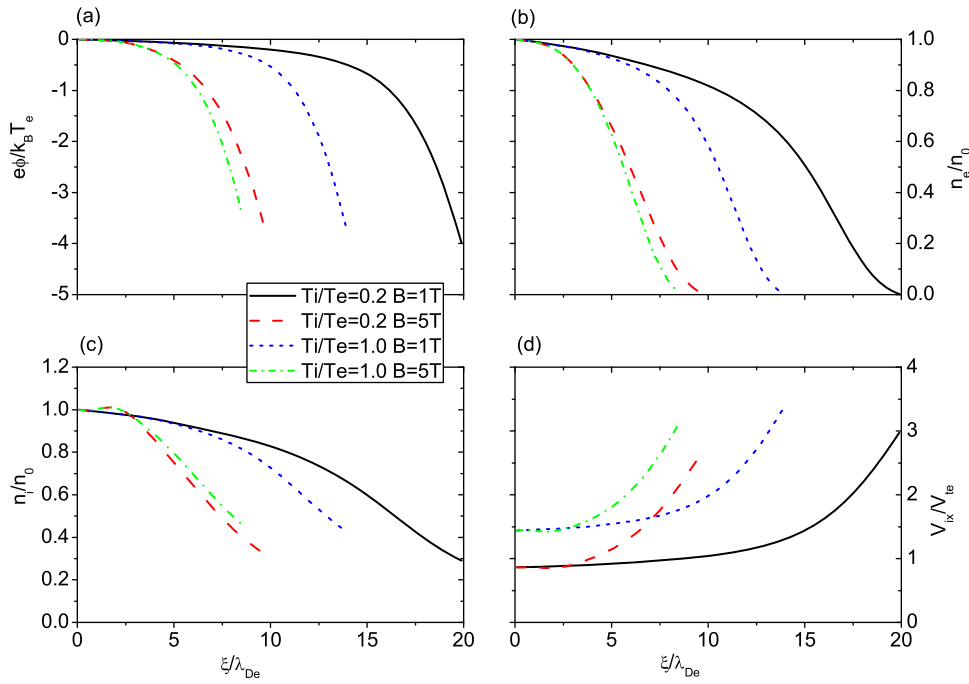 (a)
(b)
0
-1
-2
-3
-4
-5
eϕ/k_BT_e
1.0
0.8
0.6
0.4
0.2
0.0
n_e/n_0
Ti/Te=0.2 B=1T
Ti/Te=0.2 B=5T
Ti/Te=1.0 B=1T
Ti/Te=1.0 B=5T
(c)
(d)
1.2
1.0
0.8
0.6
0.4
0.2
0.0
n_i/n_0
4
3
2
1
0
V_ix/V_te
0 5 10 15 20
ξ/λ_De
0 5 10 15 20
ξ/λ_De